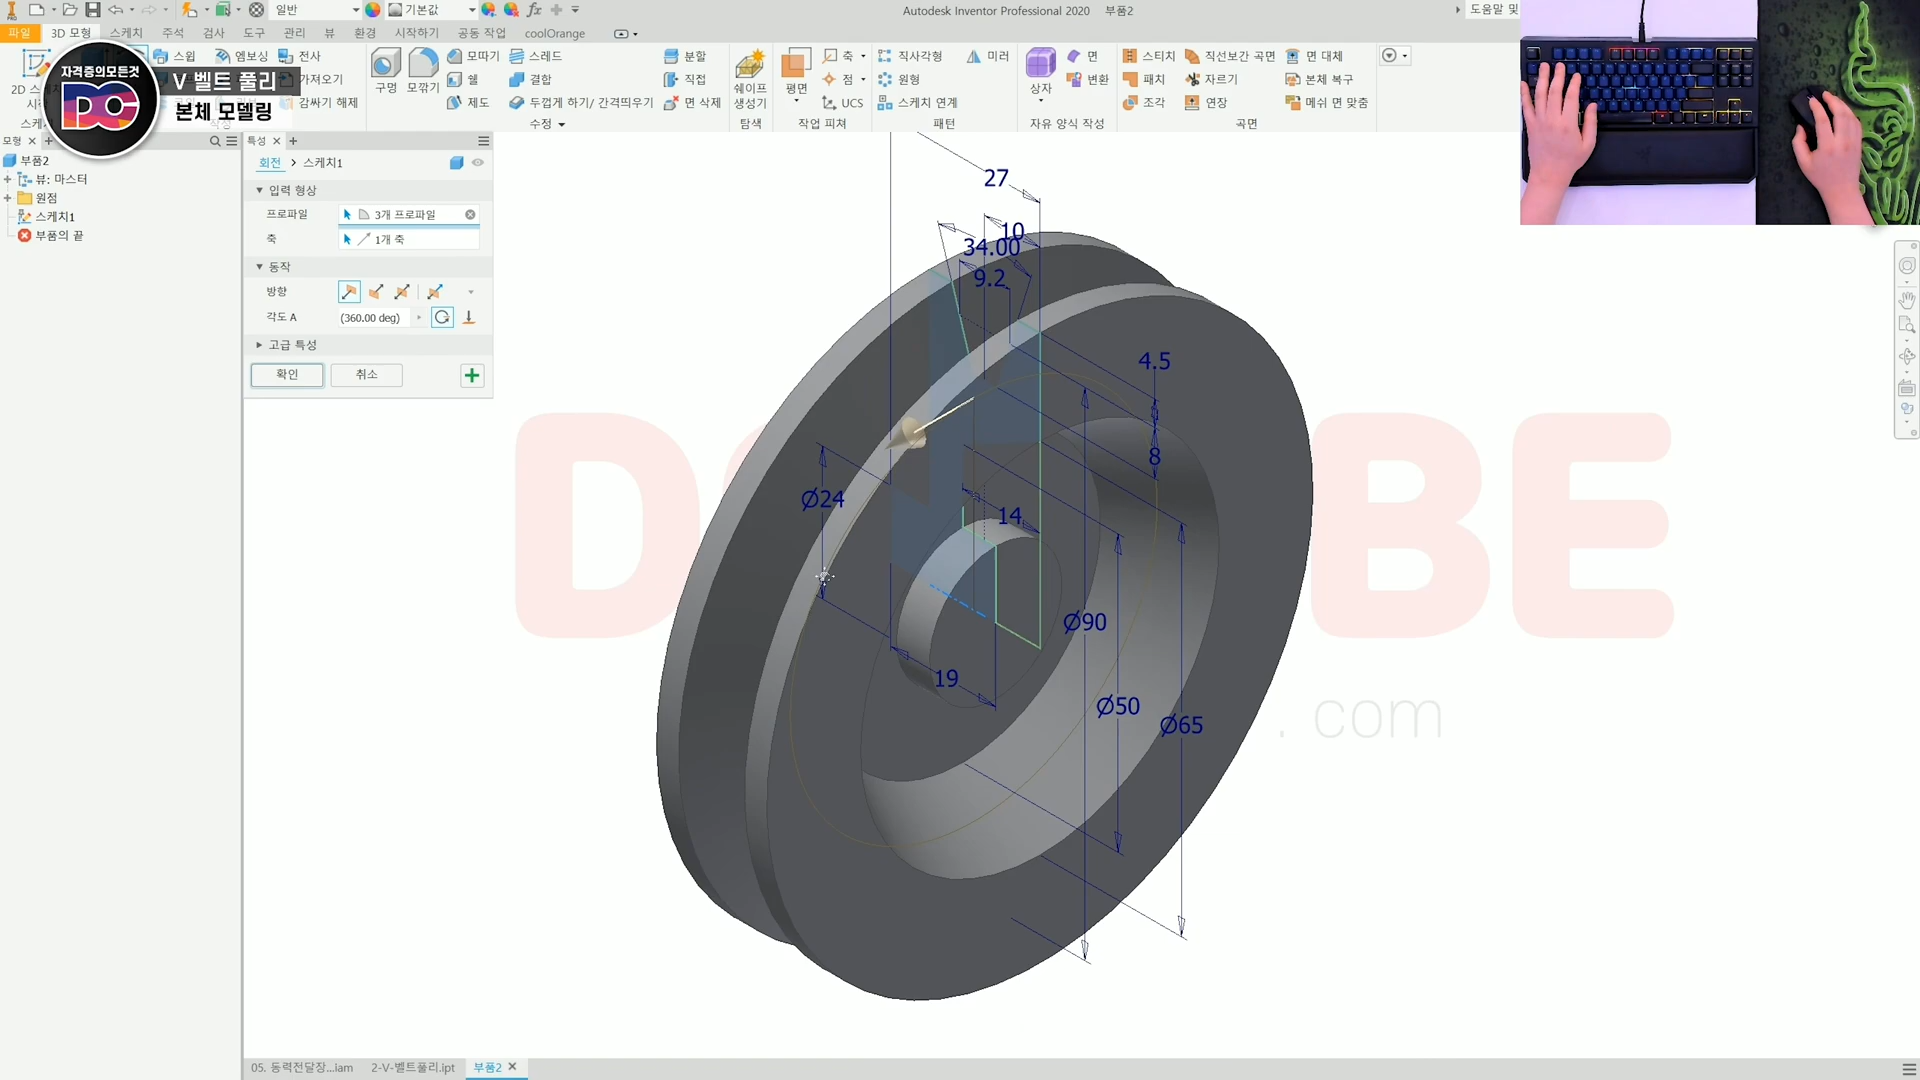 일반
기본값
fx
Autodesk Inventor Professional 2020 부품2
도움말 및
파일 3D 모형 스케치 주석 검사 도구 관리 뷰 환경 시작하기 공동 작업 coolOrange
자격증의모든것
DC
V 벨트 풀리
본체 모델링
스윕 엠보싱 전사
가져오기
감싸기 해제
구멍 모깎기 모따기 쉘 제도
스레드 결합 두껍게 하기/ 간격띄우기
분할 직접 면 삭제
수정
쉐이프 생성기
탐색
평면 축 점 UCS
작업 피쳐
직사각형 미러
원형
스케치 연계
패턴
상자 면 변환
자유 양식 작성
스티치 패치 조각
직선보간 곡면 자르기 연장
면 대체 본체 복구 메쉬 면 맞춤
곡면
모형
부품2
뷰: 마스터
원점
스케치1
부품의 끝
특성
회전 > 스케치1
입력 형상
프로파일 3개 프로파일
축 1개 축
동작
방향
각도 A (360.00 deg)
고급 특성
확인 취소
27
10
34.00
9.2
4.5
8
Ø24
14
Ø90
19
Ø50
Ø65
BE
. com
05. 동력전달장...iam 2-V-벨트풀리.ipt 부품2